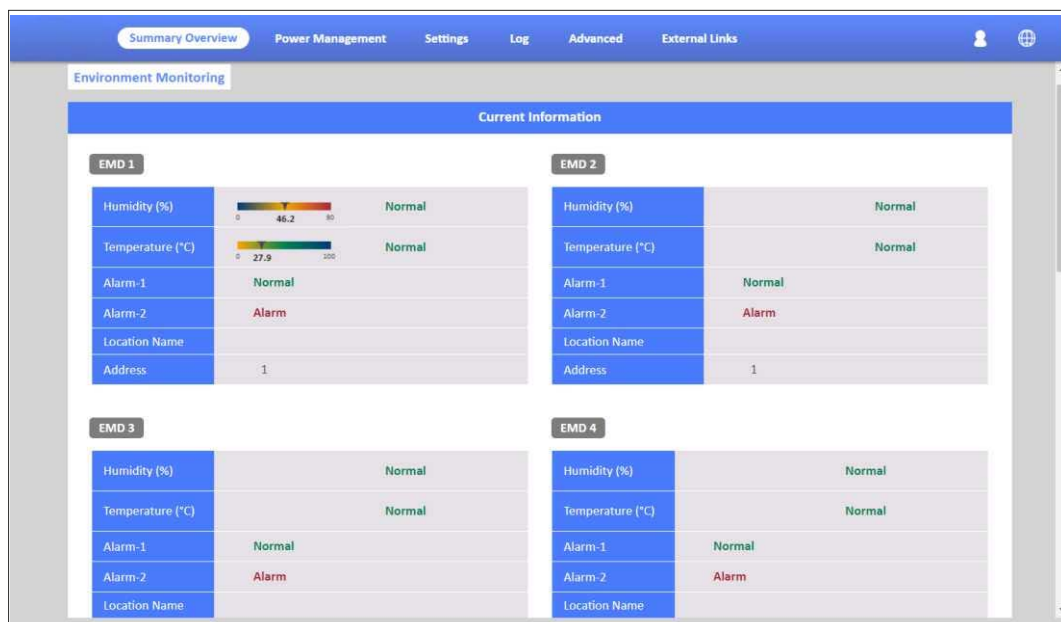 Summary Overview Power Management Settings Log Advanced External Links
Environment Monitoring
Current Information
EMD 1
Humidity (%) 0 46.2 80 Normal
Temperature (°C) 0 27.9 100 Normal
Alarm-1 Normal
Alarm-2 Alarm
Location Name
Address 1
EMD 2
Humidity (%) Normal
Temperature (°C) Normal
Alarm-1 Normal
Alarm-2 Alarm
Location Name
Address 1
EMD 3
Humidity (%) Normal
Temperature (°C) Normal
Alarm-1 Normal
Alarm-2 Alarm
Location Name
EMD 4
Humidity (%) Normal
Temperature (°C) Normal
Alarm-1 Normal
Alarm-2 Alarm
Location Name